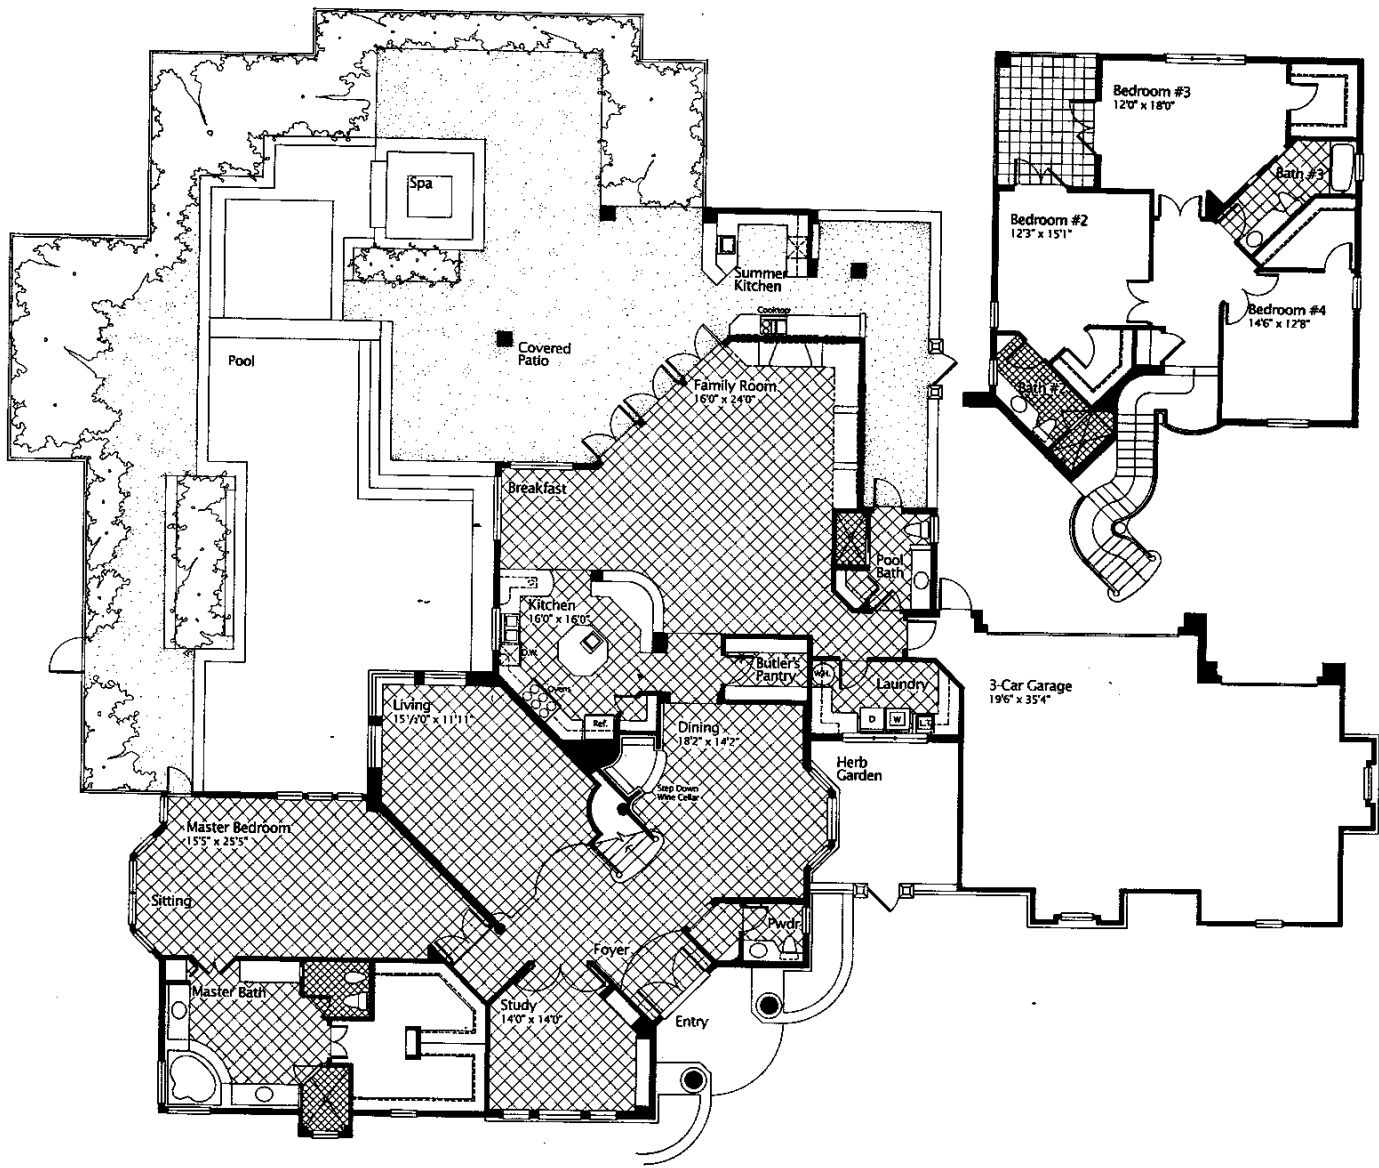 Bedroom #3
12'0" x 18'0"
Bath #3
Spa
Bedroom #2
12'3" x 15'1"
Summer
Kitchen
Bedroom #4
14'6" x 12'8"
Cooktop
Covered
Patio
Pool
Family Room
16'0" x 24'0"
Bath #2
Breakfast
Pool
Bath
Kitchen
16'0" x 16'0"
D.W.
Butler's
Pantry
W.H.
Laundry
3-Car Garage
19'6" x 35'4"
Ovens
Living
15'½0" x 11'11"
Ref.
Dining
18'2" x 14'2"
D
W
L.T.
Herb
Garden
Step Down
Wine Cellar
Master Bedroom
15'5" x 25'5"
Sitting
Pwdr.
Foyer
Master Bath
Study
14'0" x 14'0"
Entry